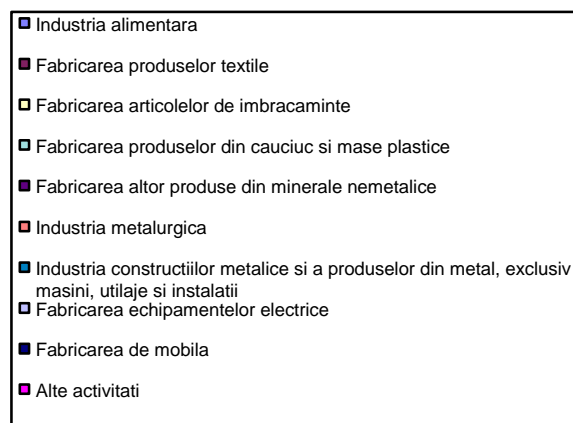 Industria alimentara
Fabricarea produselor textile
Fabricarea articolelor de imbracaminte
Fabricarea produselor din cauciuc si mase plastice
Fabricarea altor produse din minerale nemetalice
Industria metalurgica
Industria constructiilor metalice si a produselor din metal, exclusiv
masini, utilaje si instalatii
Fabricarea echipamentelor electrice
Fabricarea de mobila
Alte activitati